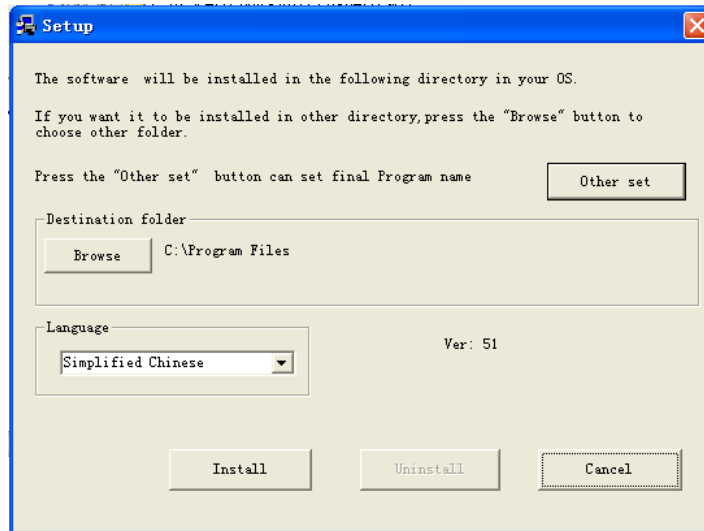 Setup
The software  will be installed in the following directory in your OS.
If you want it to be installed in other directory,press the "Browse" button to
choose other folder.
Press the "Other set"  button can set final Program name
Other set
Destination folder
Browse
C:\Program Files
Language
Simplified Chinese
Ver: 51
Install
Uninstall
Cancel